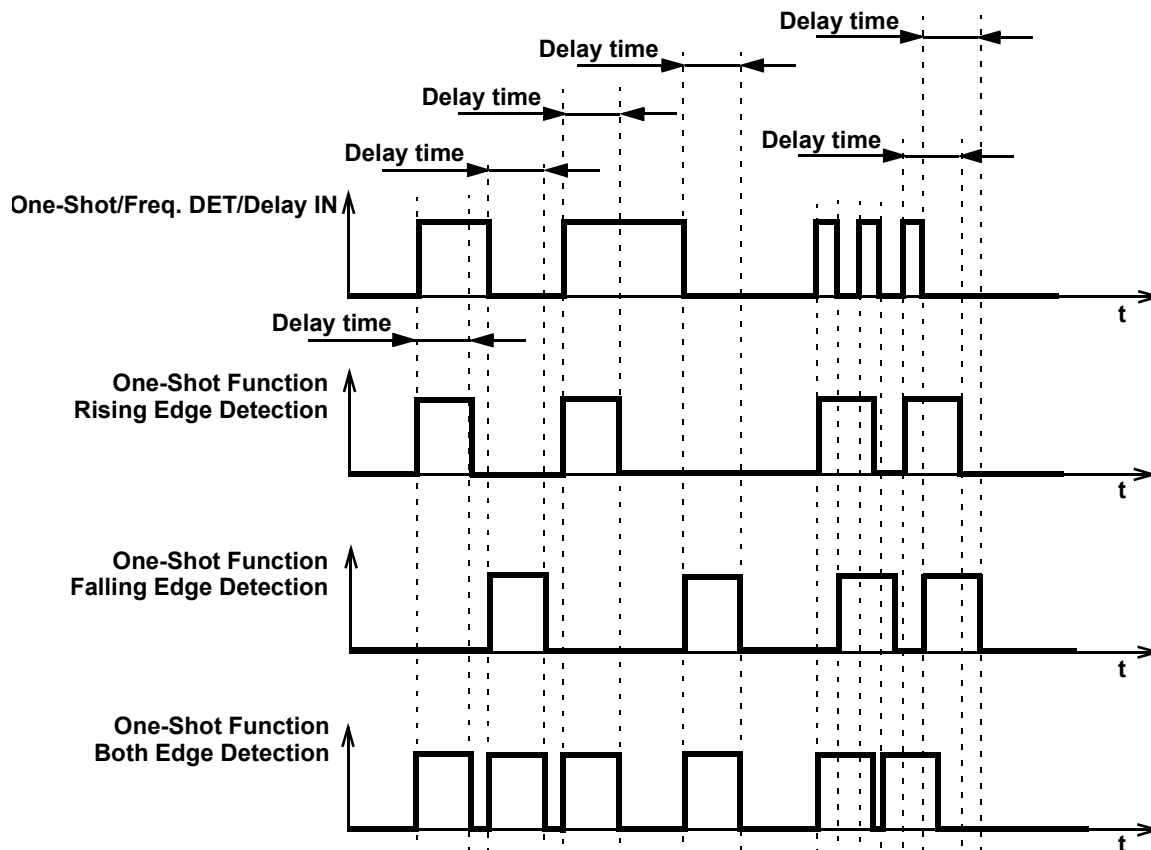 Delay time
Delay time
Delay time
Delay time
Delay time
One-Shot/Freq. DET/Delay IN
t
Delay time
One-Shot Function
Rising Edge Detection
t
One-Shot Function
Falling Edge Detection
t
One-Shot Function
Both Edge Detection
t